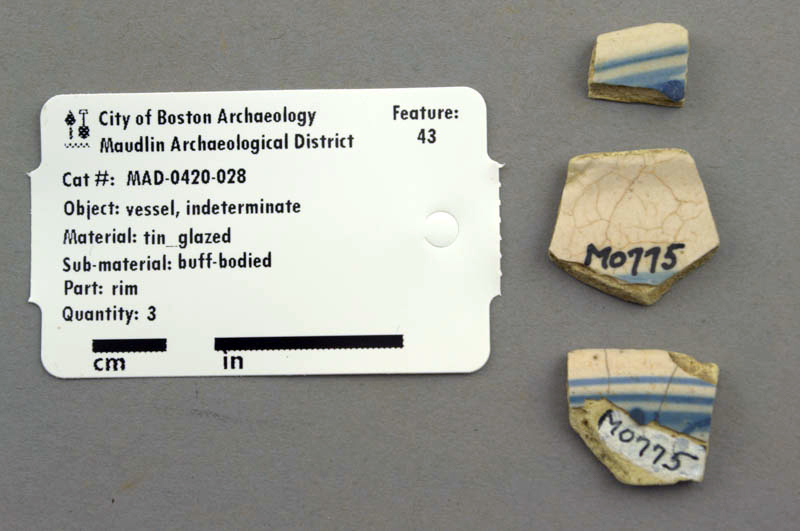 City of Boston Archaeology
Maudlin Archaeological District
Feature:
43
Cat #: MAD-0420-028
Object: vessel, indeterminate
Material: tin_glazed
Sub-material: buff-bodied
Part: rim
Quantity: 3
cm
in
M0775
M0775